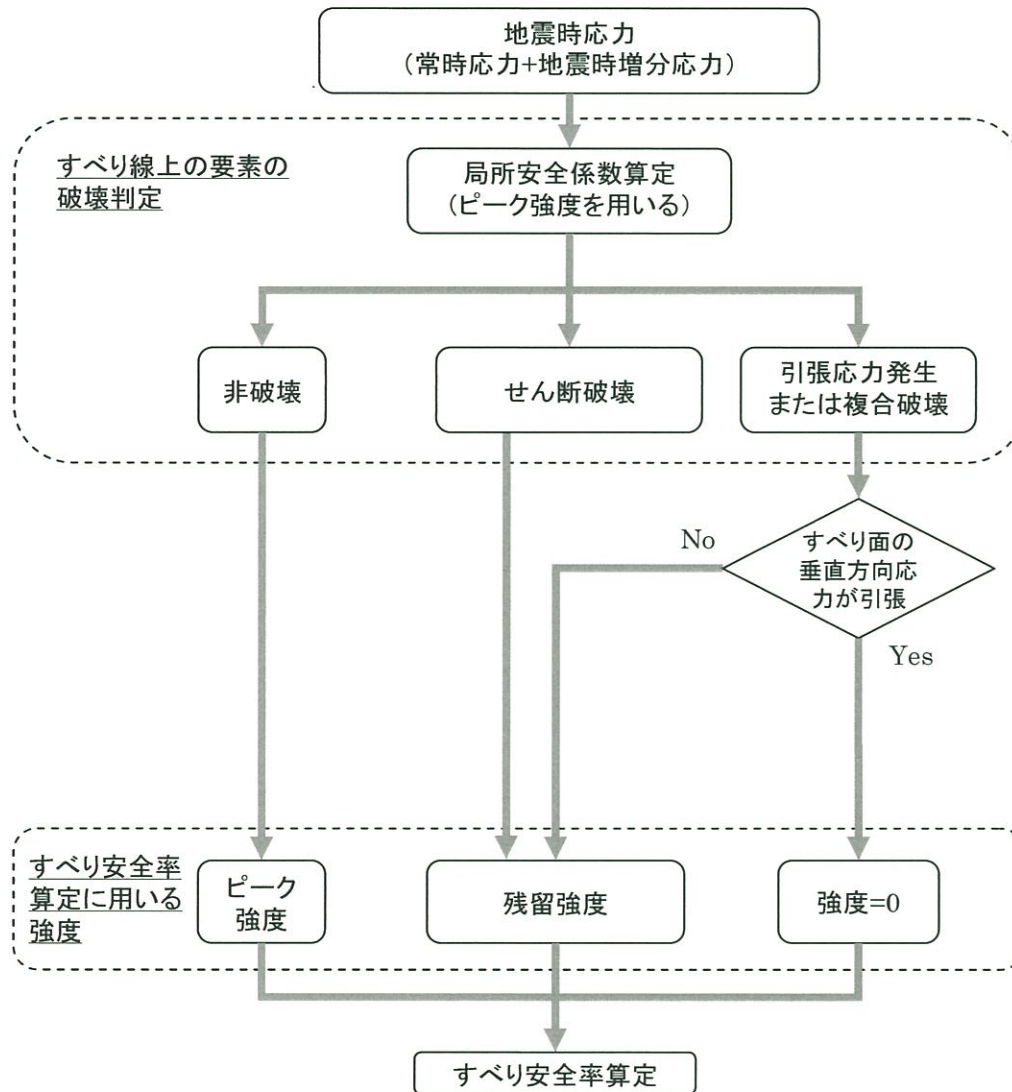 地震時応力
（常時応力+地震時増分応力）
すべり線上の要素の
破壊判定
局所安全係数算定
（ピーク強度を用いる）
非破壊
せん断破壊
引張応力発生
または複合破壊
No
すべり面の
垂直方向応
力が引張
Yes
すべり安全率
算定に用いる
強度
ピーク
強度
残留強度
強度=0
すべり安全率算定